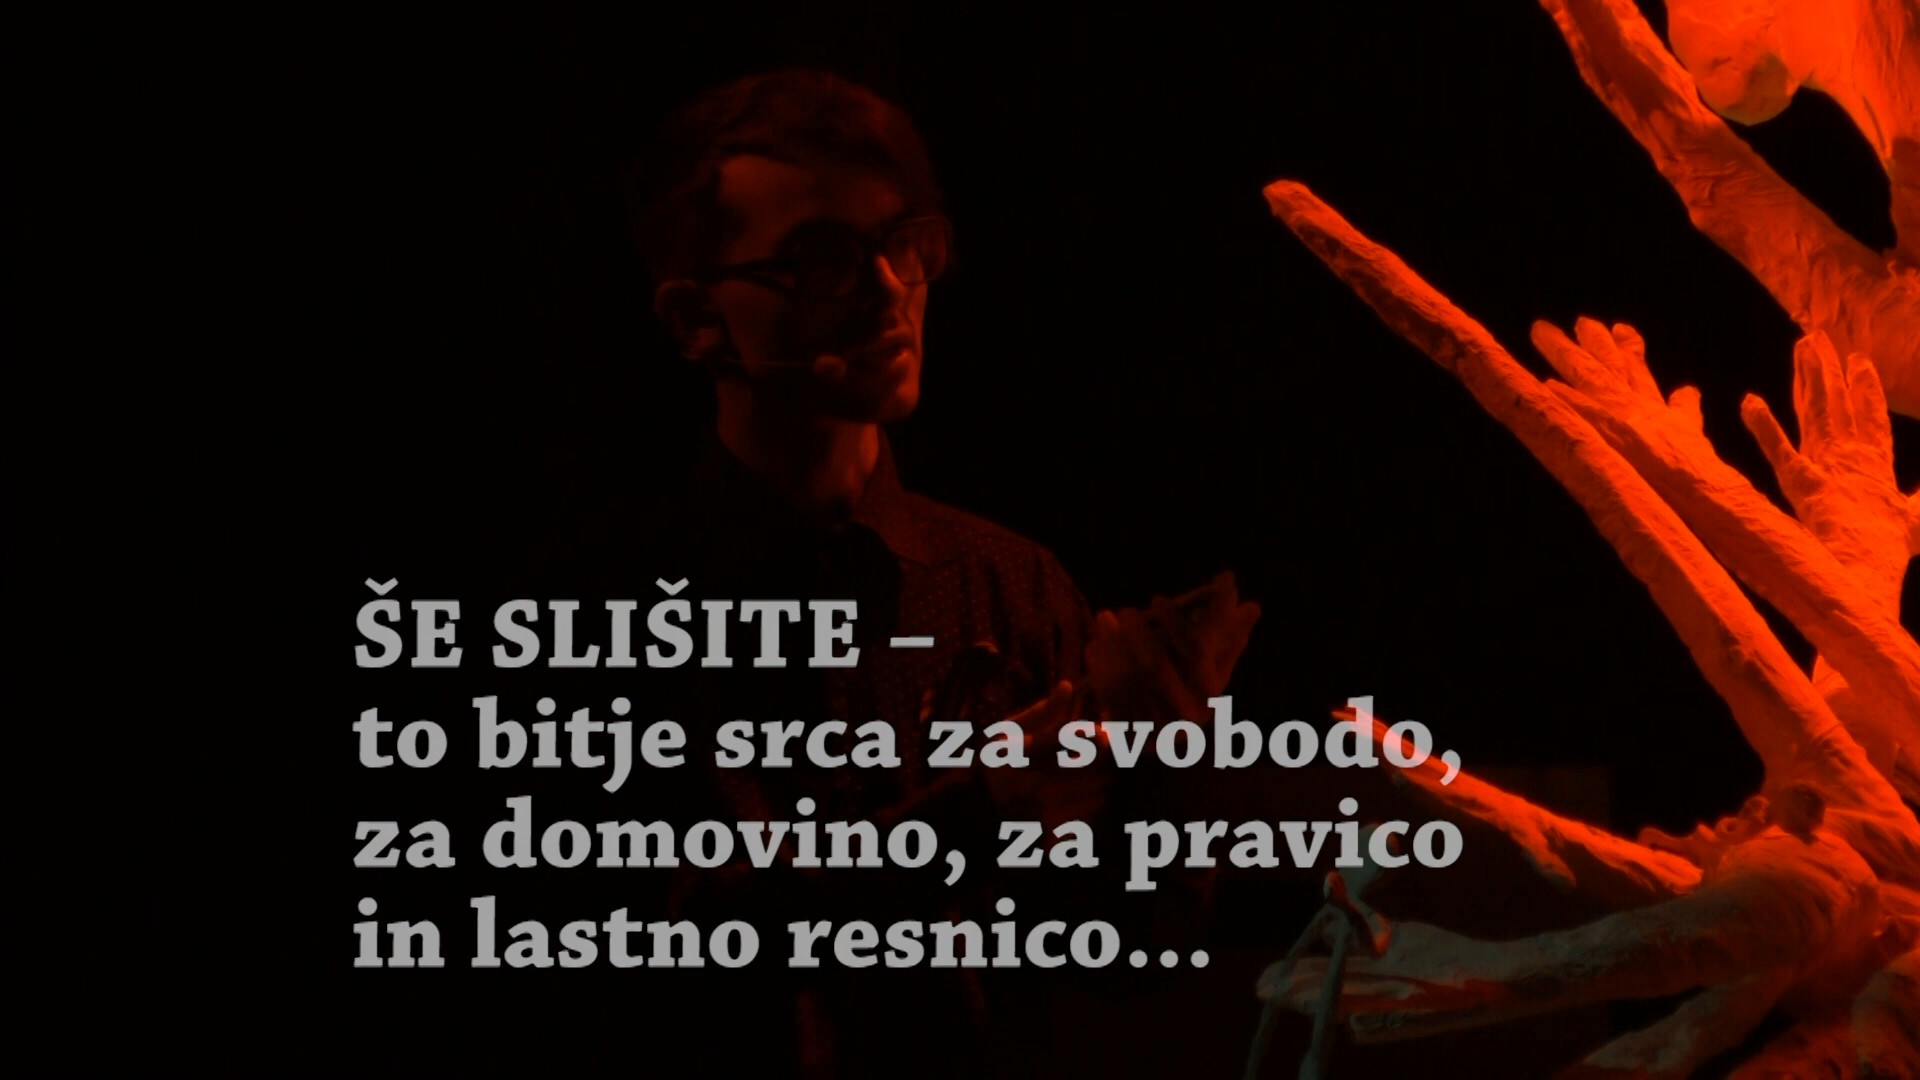 ŠE SLIŠITE –
to bitje srca za svobodo,
za domovino, za pravico
in lastno resnico...